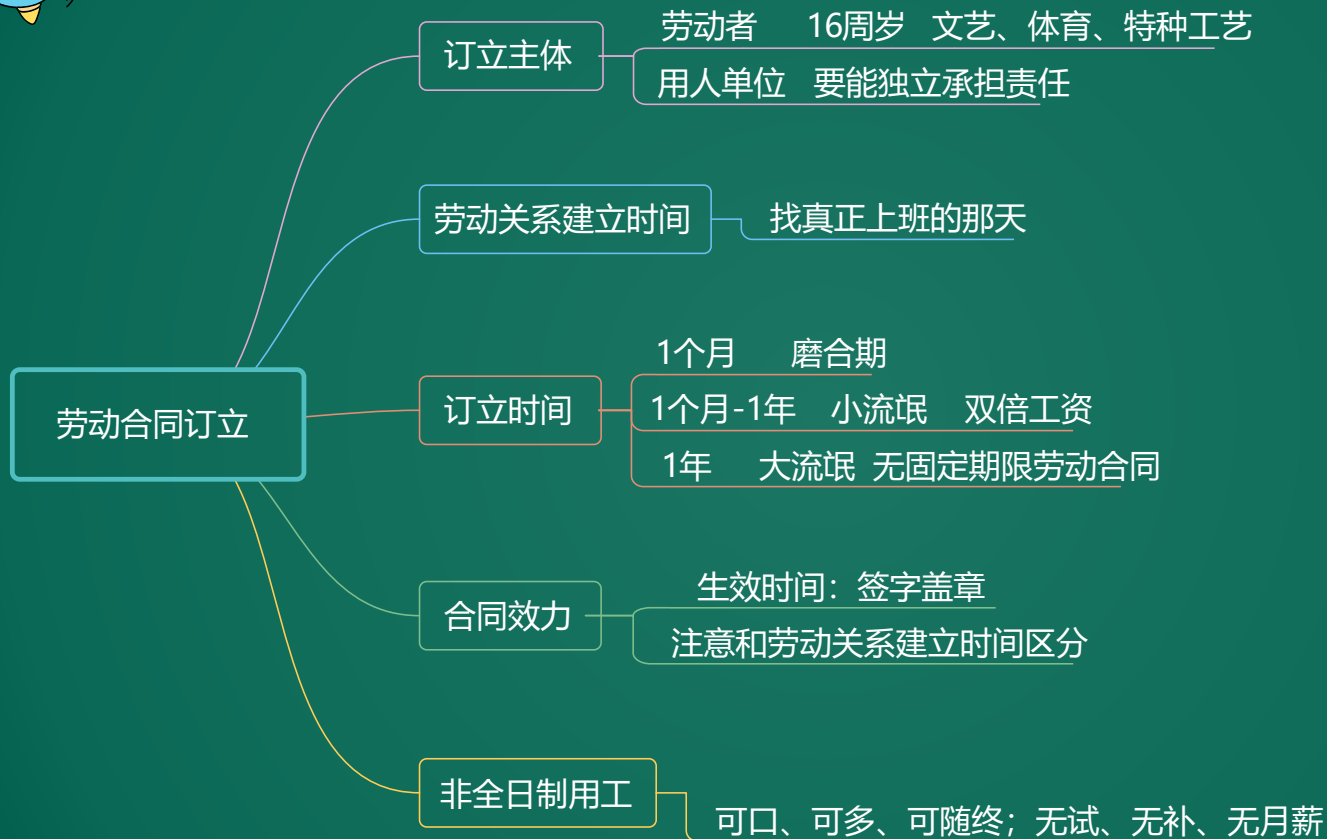 劳动合同订立
订立主体
劳动者 16周岁 文艺、体育、特种工艺
用人单位 要能独立承担责任
劳动关系建立时间
找真正上班的那天
订立时间
1个月 磨合期
1个月-1年 小流氓 双倍工资
1年 大流氓 无固定期限劳动合同
合同效力
生效时间：签字盖章
注意和劳动关系建立时间区分
非全日制用工
可口、可多、可随终；无试、无补、无月薪